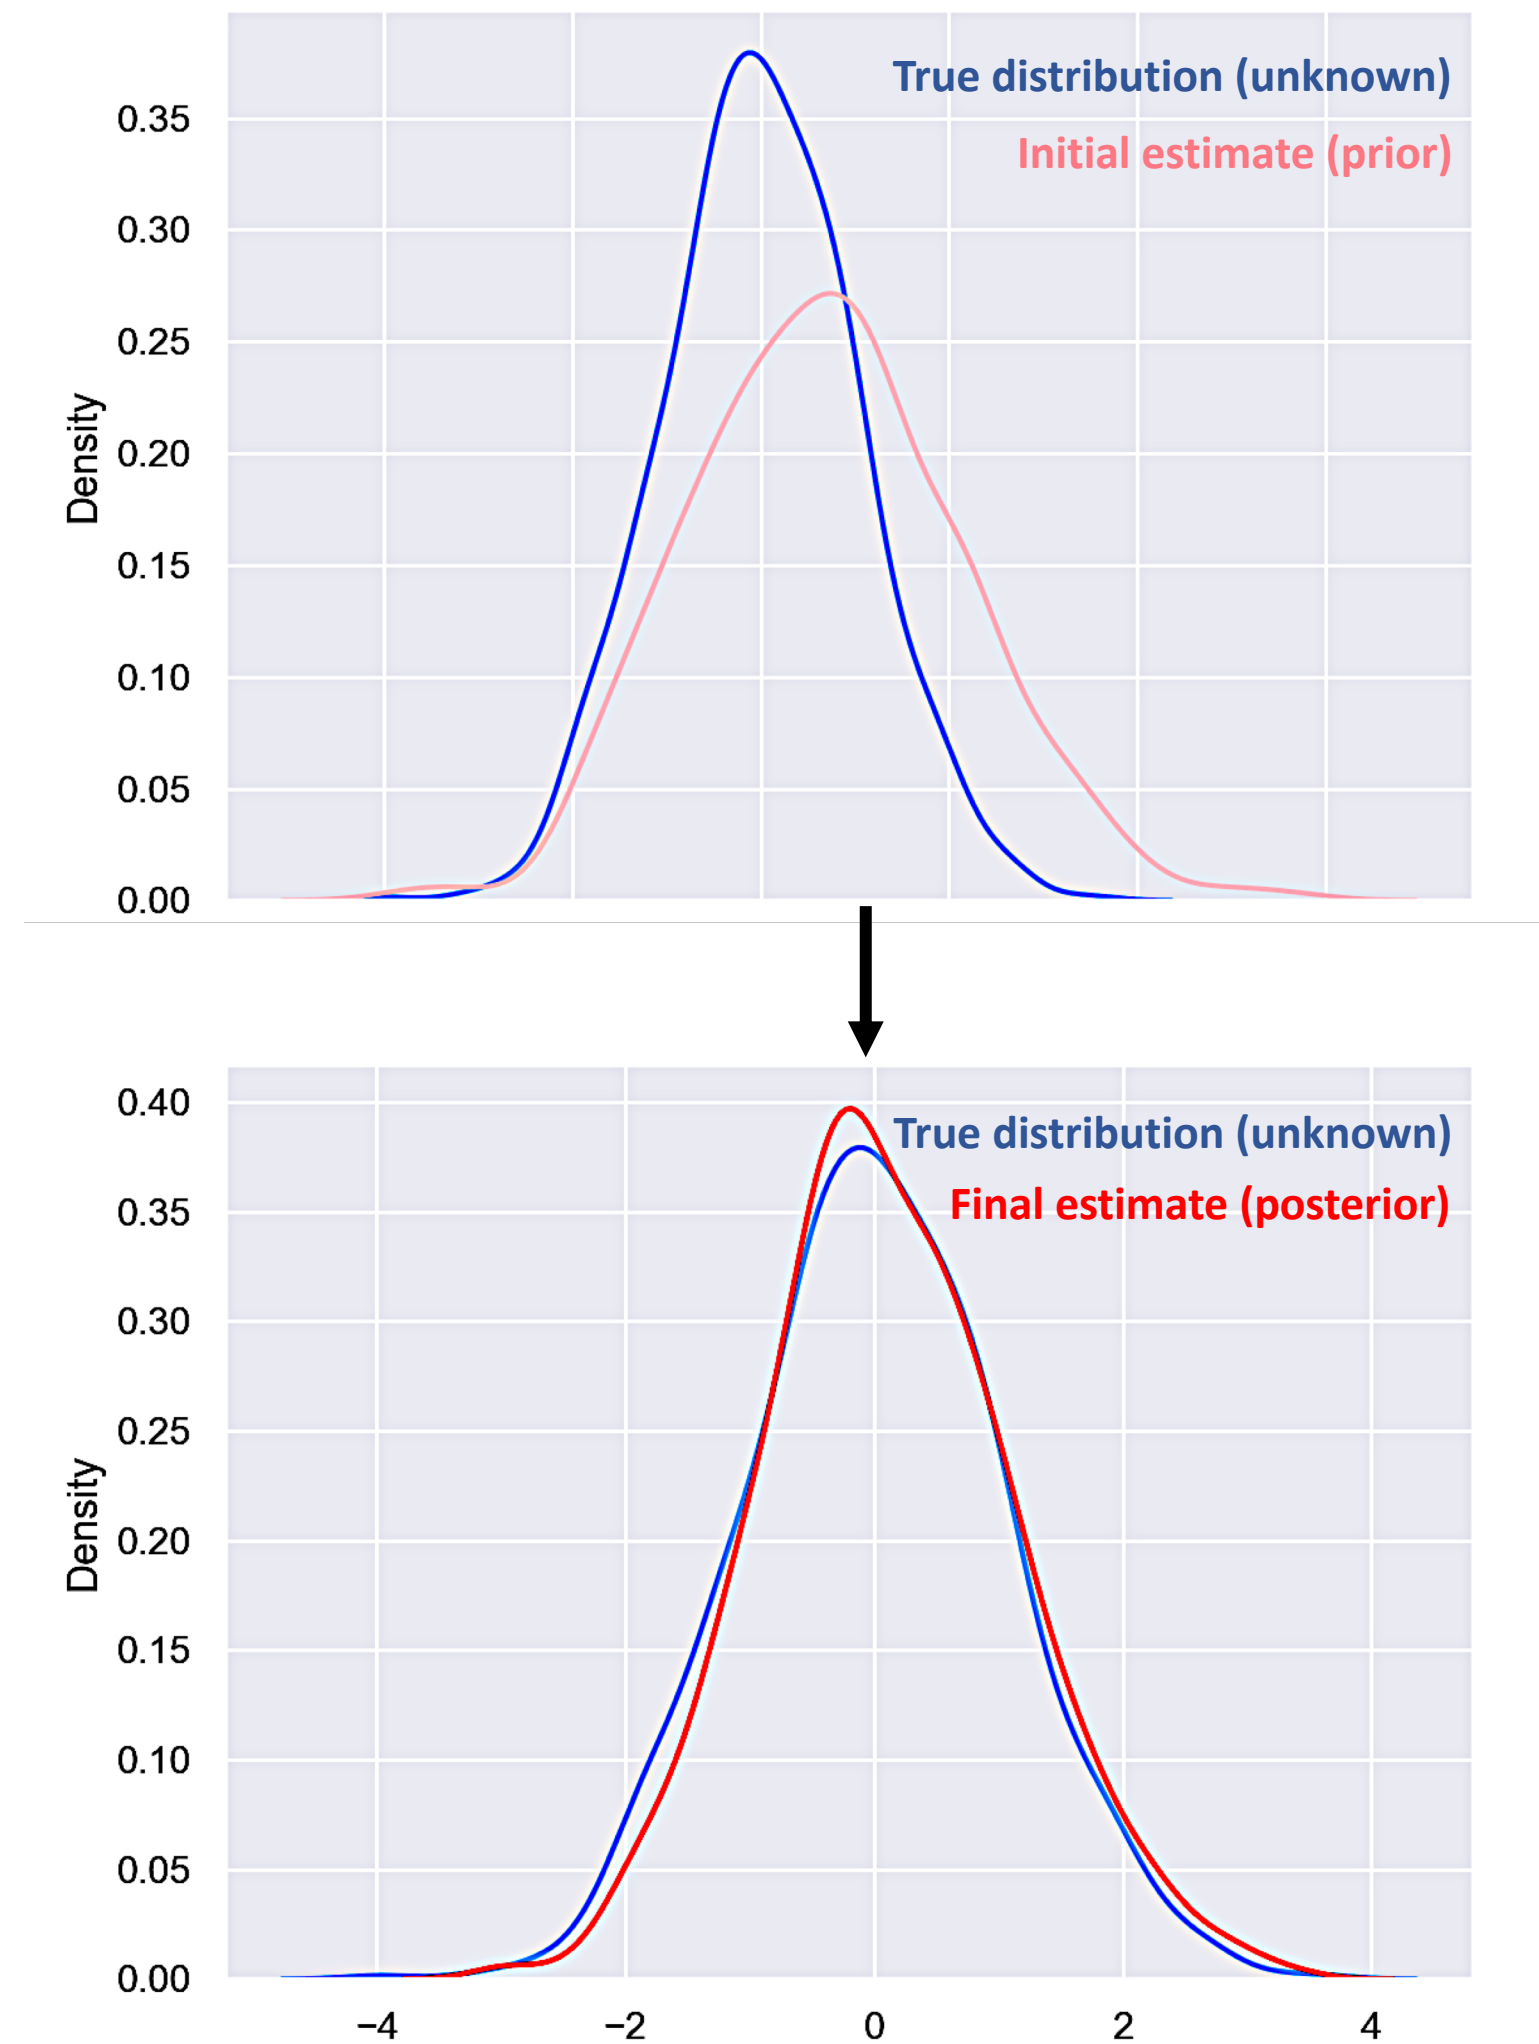 True distribution (unknown)
Initial estimate (prior)
0.35
0.30
0.25
0.20
0.15
0.10
0.05
0.00
Density
True distribution (unknown)
Final estimate (posterior)
0.40
0.35
0.30
0.25
0.20
0.15
0.10
0.05
0.00
Density
−4 −2 0 2 4